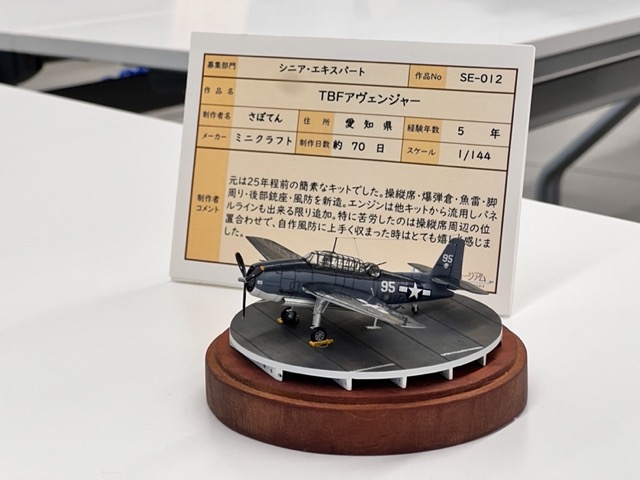 募集部門 シニア・エキスパート 作品No SE-012
作品名 TBFアヴェンジャー
制作者名 さぼてん 住所 愛知県 経験年数 5 年
メーカー ミニクラフト 制作日数 約 70 日 スケール 1/144
制作者
コメント
元は25年程前の簡素なキットでした。操縦席・爆弾倉・魚雷・脚
周り・後部銃座・風防を新造。エンジンは他キットから流用しパネ
ルラインも出来る限り追加。特に苦労したのは操縦席周辺の位
置合わせで、自作風防に上手く収まった時はとても嬉しく感じま
した。
95
95